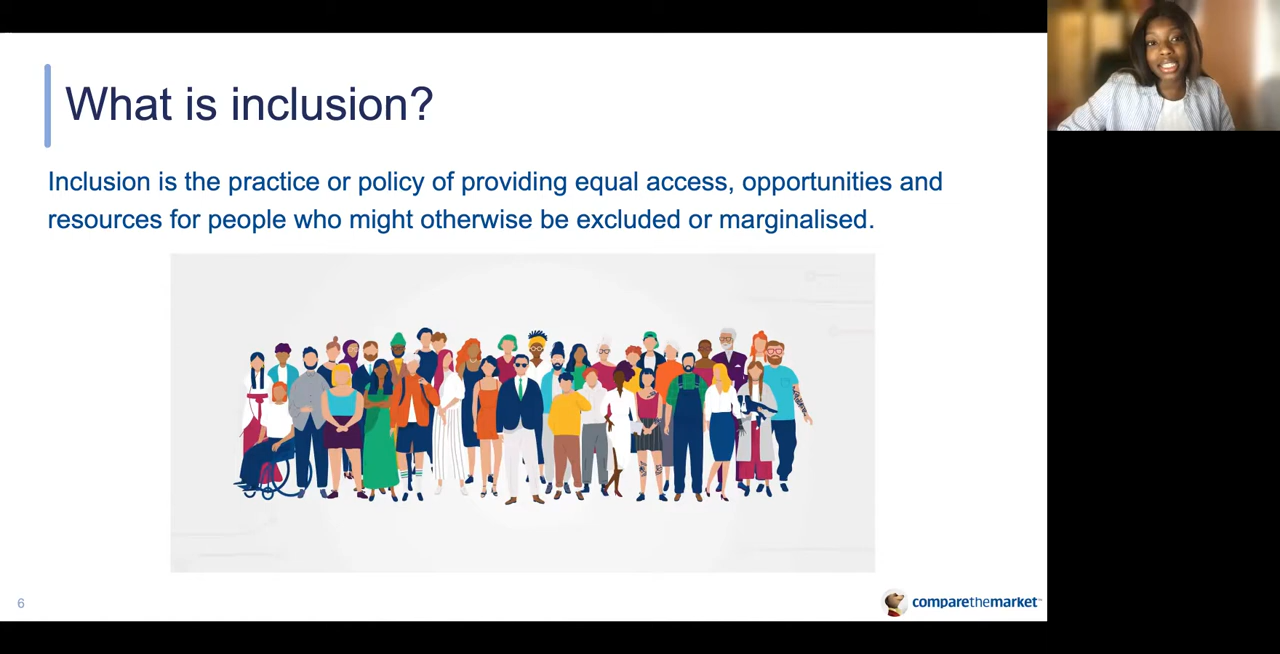 What is inclusion?
Inclusion is the practice or policy of providing equal access, opportunities and
resources for people who might otherwise be excluded or marginalised.
6
comparethemarket™